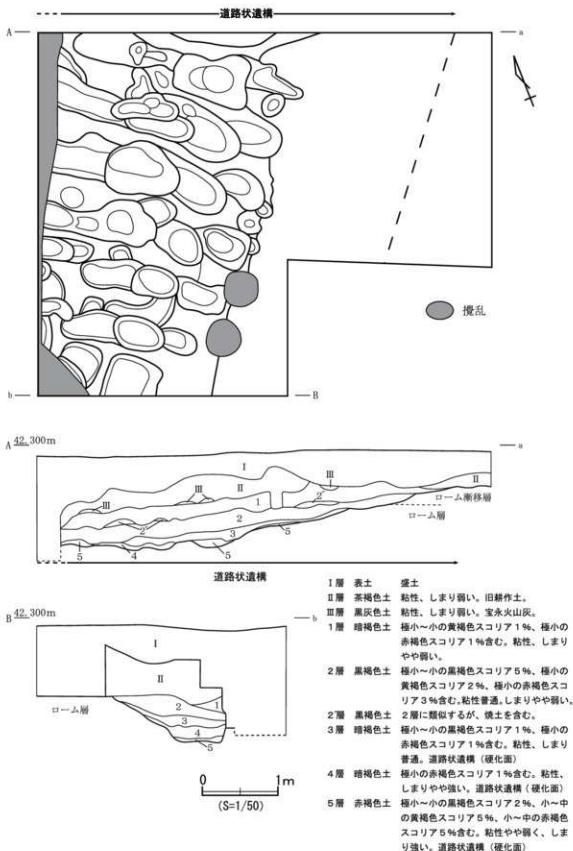 道路状遺構
A a
攪乱
b B
A 42.300m a
I
III
II
III
III
1
2
II
ローム漸移層
2
2
ローム層
3
5
5 4 5
道路状遺構
B 42.300m b
I
II
ローム層
1
2
3
4
5
0 1m
(S=1/50)
I層 表土 盛土
II層 茶褐色土 粘性、しまり弱い。旧耕作土。
III層 黒灰色土 粘性、しまり弱い。宝永火山灰。
1層 暗褐色土 極小～小の黄褐色スコリア1％、極小の
赤褐色スコリア1％含む。粘性、しまり
やや弱い。
2層 黒褐色土 極小～小の黒褐色スコリア5％、極小の
黄褐色スコリア2％、極小の赤褐色スコ
リア3％含む。粘性普通。しまりやや弱い。
2'層 黒褐色土 2層に類似するが、焼土を含む。
3層 暗褐色土 極小～小の黒褐色スコリア1％、極小の
赤褐色スコリア1％含む。粘性、しまり
普通。道路状遺構（硬化面）
4層 暗褐色土 極小の赤褐色スコリア1％含む。粘性、
しまりやや強い。道路状遺構（硬化面）
5層 赤褐色土 極小～小の黒褐色スコリア2％、小～中
の黄褐色スコリア5％、小～中の赤褐色
スコリア5％含む。粘性やや弱く、しま
り強い。道路状遺構（硬化面）